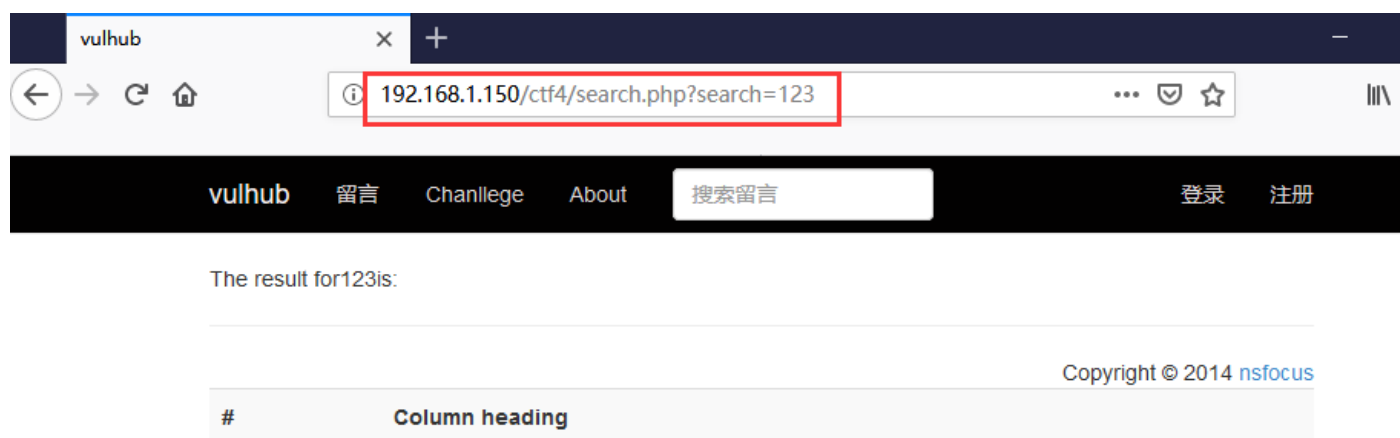 vulhub
192.168.1.150/ctf4/search.php?search=123
vulhub 留言 Chanllege About 搜索留言 登录 注册
The result for123is:
Copyright © 2014 nsfocus
# Column heading